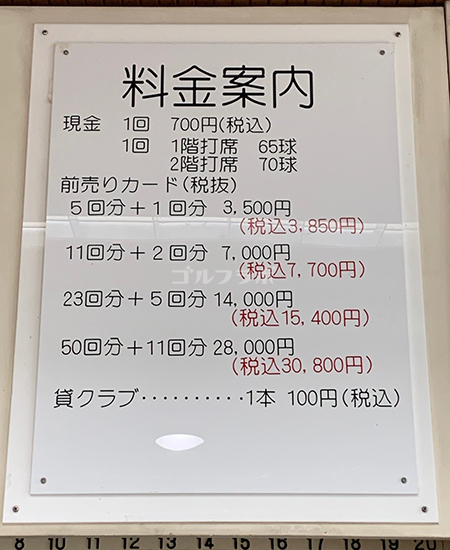 料金案内
現金 1回 700円(税込)
1回 1階打席 65球
2階打席 70球
前売りカード(税抜)
5回分+1回分 3,500円
(税込3,850円)
11回分+2回分 7,000円
(税込7,700円)
ゴルフラボ
23回分+5回分 14,000円
(税込15,400円)
50回分+11回分 28,000円
(税込30,800円)
貸クラブ··········1本 100円(税込)
8 10 11 12 13 14 15 16 17 18 19 20